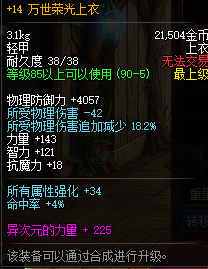 +14 万世荣光上衣
3.1kg 21,504金币
轻甲 上衣
耐久度 38/38 无法交易
等级85以上可以使用 (90-5) 最上级
物理防御力 +4057
所受物理伤害 -42
所受物理伤害追加减少 18.2%
力量 +143
智力 +121
抗魔力 +18
所有属性强化 +34
命中率 +4%
异次元的力量 + 225
该装备可以通过合成进行升级。